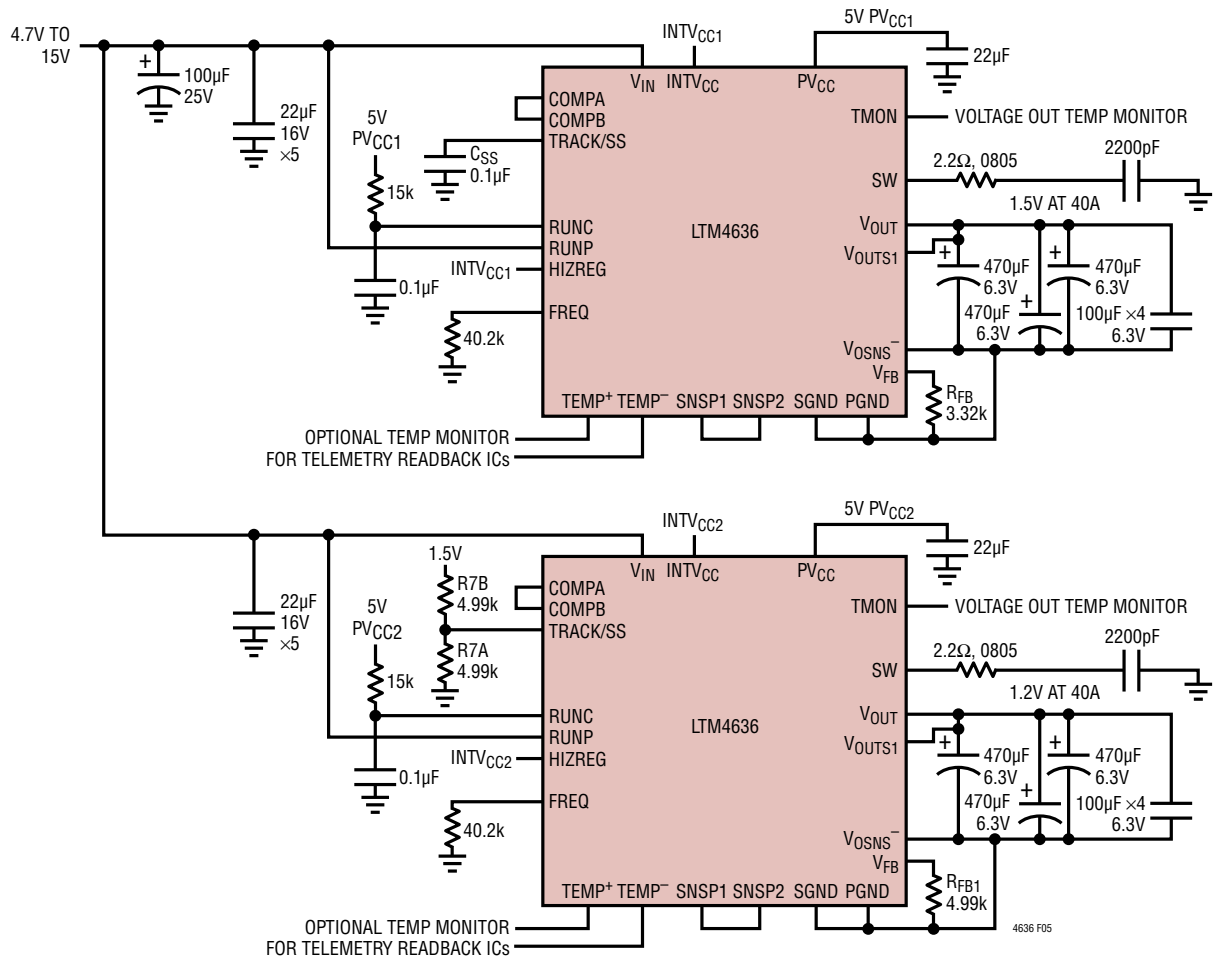 4.7V TO
15V
100µF
25V
22µF
16V
×5
5V
PVCC1
15k
0.1µF
CSS
0.1µF
INTVCC1
40.2k
INTVCC1
5V PVCC1
22µF
VIN INTVCC PVCC
COMPA
COMPB
TRACK/SS
RUNC
RUNP
HIZREG
FREQ
LTM4636
TMON
SW
VOUT
VOUTS1
VOSNS–
VFB
TEMP+ TEMP– SNSP1 SNSP2 SGND PGND
VOLTAGE OUT TEMP MONITOR
2.2Ω, 0805
2200pF
1.5V AT 40A
+
470µF
6.3V
+
470µF
6.3V
+
470µF
6.3V
100µF ×4
6.3V
RFB
3.32k
OPTIONAL TEMP MONITOR
FOR TELEMETRY READBACK ICs
+
22µF
16V
×5
5V
PVCC2
15k
0.1µF
1.5V
R7B
4.99k
R7A
4.99k
INTVCC2
40.2k
INTVCC2
5V PVCC2
22µF
VIN INTVCC PVCC
COMPA
COMPB
TRACK/SS
RUNC
RUNP
HIZREG
FREQ
LTM4636
TMON
SW
VOUT
VOUTS1
VOSNS–
VFB
TEMP+ TEMP– SNSP1 SNSP2 SGND PGND
VOLTAGE OUT TEMP MONITOR
2.2Ω, 0805
2200pF
1.2V AT 40A
+
470µF
6.3V
+
470µF
6.3V
+
470µF
6.3V
100µF ×4
6.3V
RFB1
4.99k
OPTIONAL TEMP MONITOR
FOR TELEMETRY READBACK ICs
4636 F05